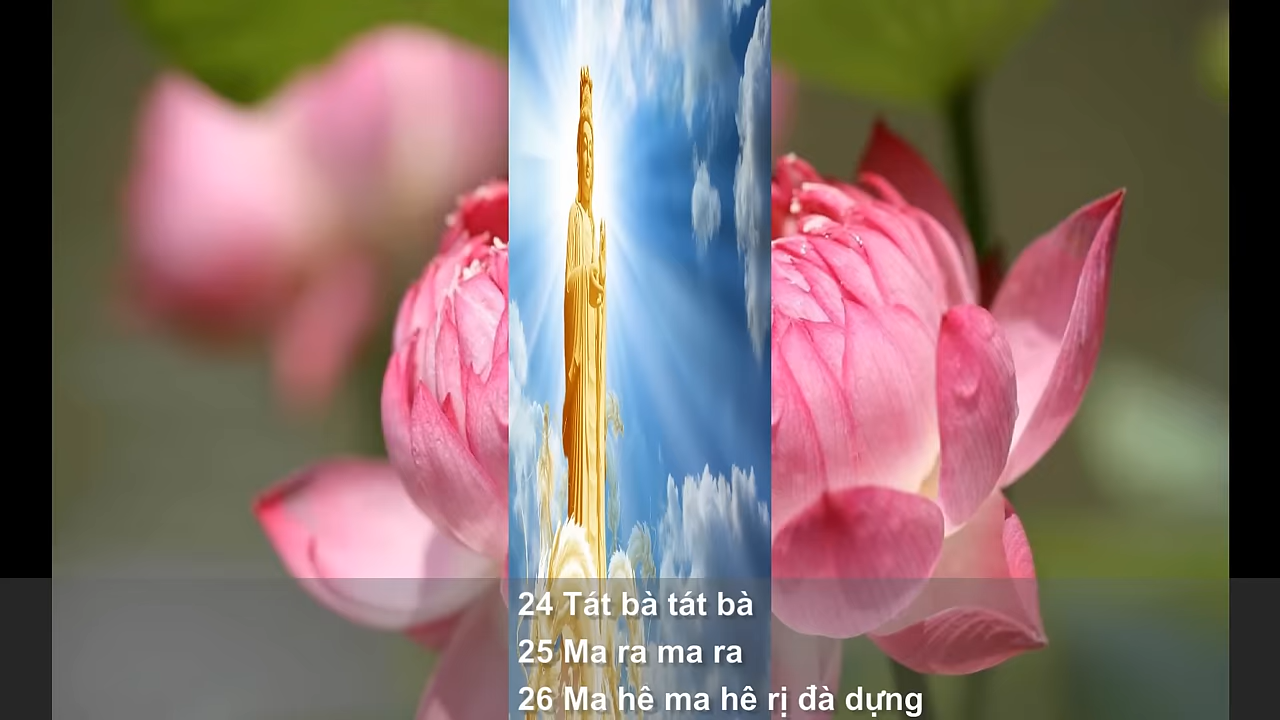 24 Tát bà tát bà
25 Ma ra ma ra
26 Ma hê ma hê rị đà dựng